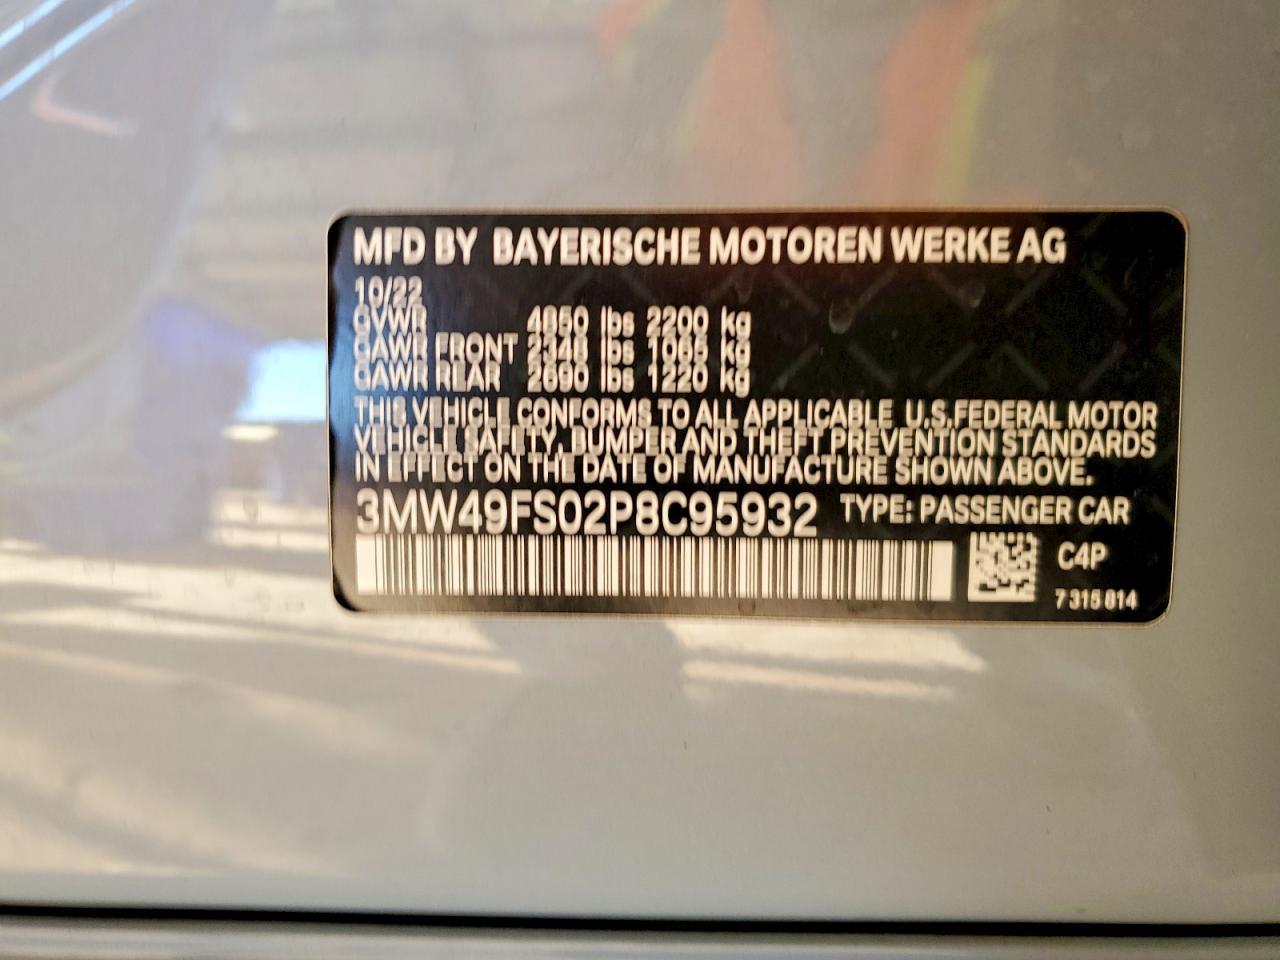 MFD BY BAYERISCHE MOTOREN WERKE AG
10/22
GVWR 4850 lbs 2200 kg
GAWR FRONT 2348 lbs 1065 kg
GAWR REAR 2690 lbs 1220 kg
THIS VEHICLE CONFORMS TO ALL APPLICABLE U.S.FEDERAL MOTOR
VEHICLE SAFETY, BUMPER AND THEFT PREVENTION STANDARDS
IN EFFECT ON THE DATE OF MANUFACTURE SHOWN ABOVE.
3MW49FS02P8C95932 TYPE: PASSENGER CAR
C4P
7 315 814